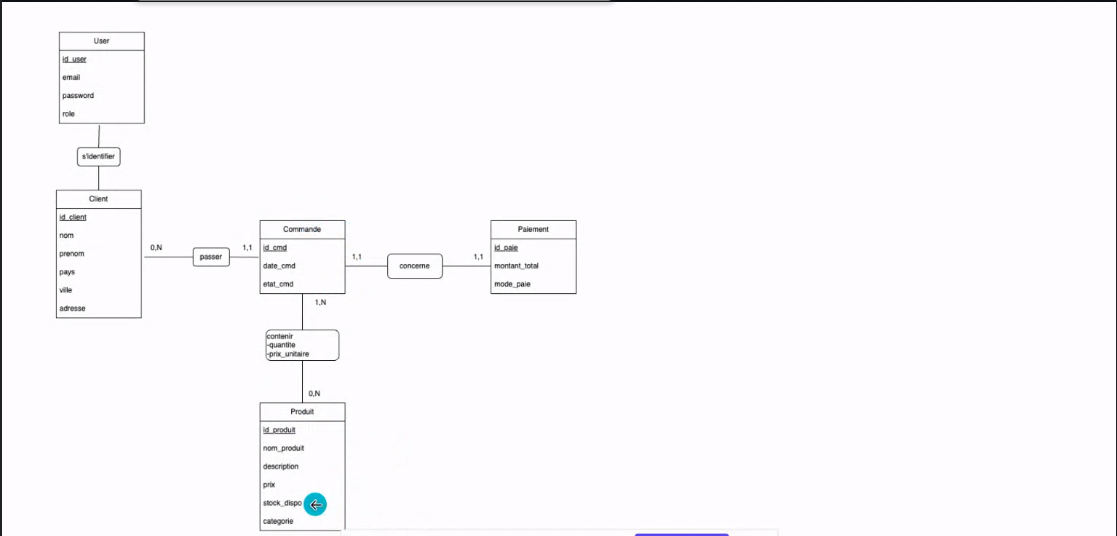 User
id_user
email
password
role
s'identifier
Client
id_client
nom
prenom
pays
ville
adresse
0,N
passer
1,1
Commande
id_cmd
date_cmd
etat_cmd
1,1
concerne
1,1
Paiement
id_paie
montant_total
mode_paie
1,N
contenir
-quantite
-prix_unitaire
0,N
Produit
id_produit
nom_produit
description
prix
stock_dispo
categorie